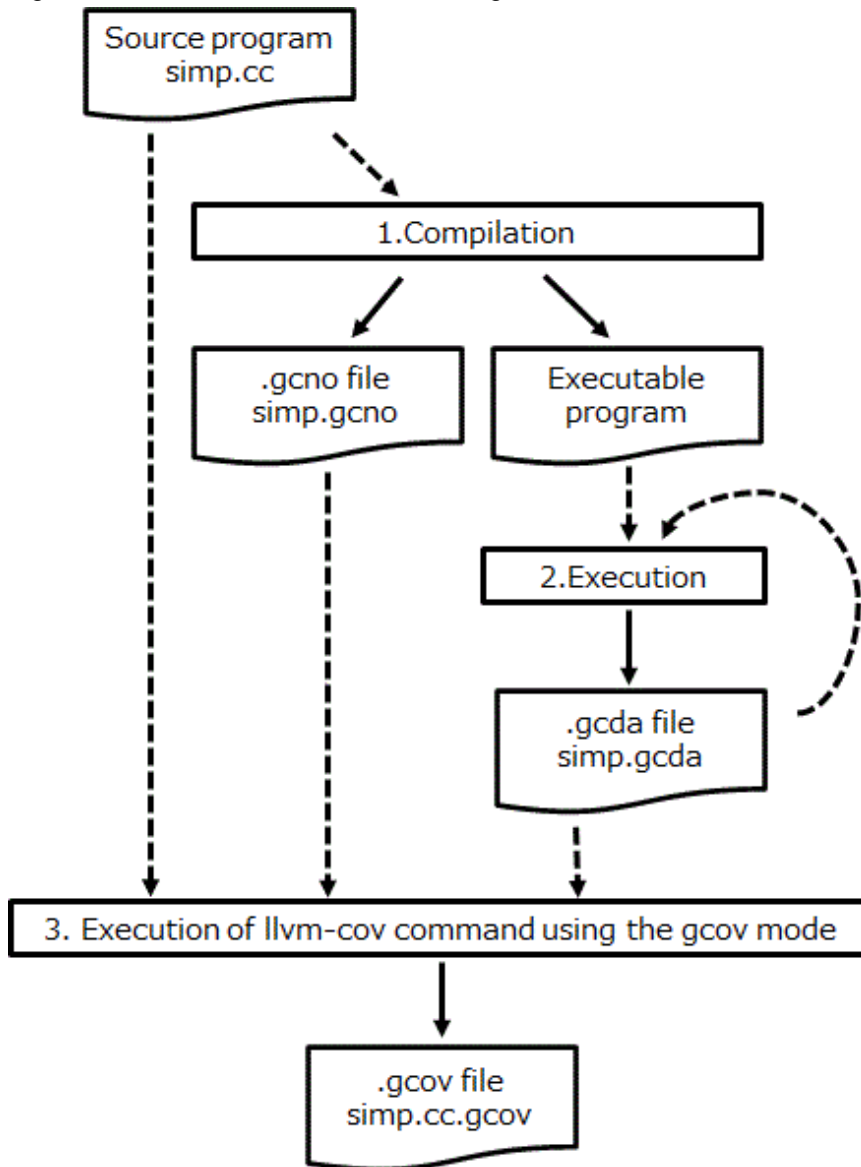 Source program
simp.cc
1.Compilation
.gcno file
simp.gcno
Executable
program
2.Execution
.gcda file
simp.gcda
3. Execution of llvm-cov command using the gcov mode
.gcov file
simp.cc.gcov